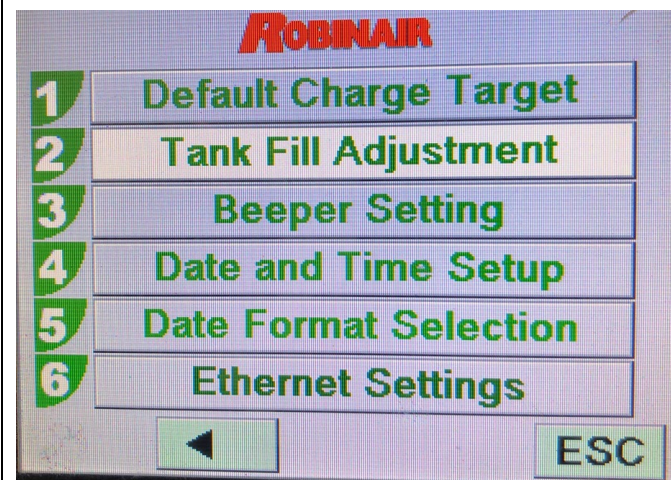 ROBINAIR
1 Default Charge Target
2 Tank Fill Adjustment
3 Beeper Setting
4 Date and Time Setup
5 Date Format Selection
6 Ethernet Settings
ESC